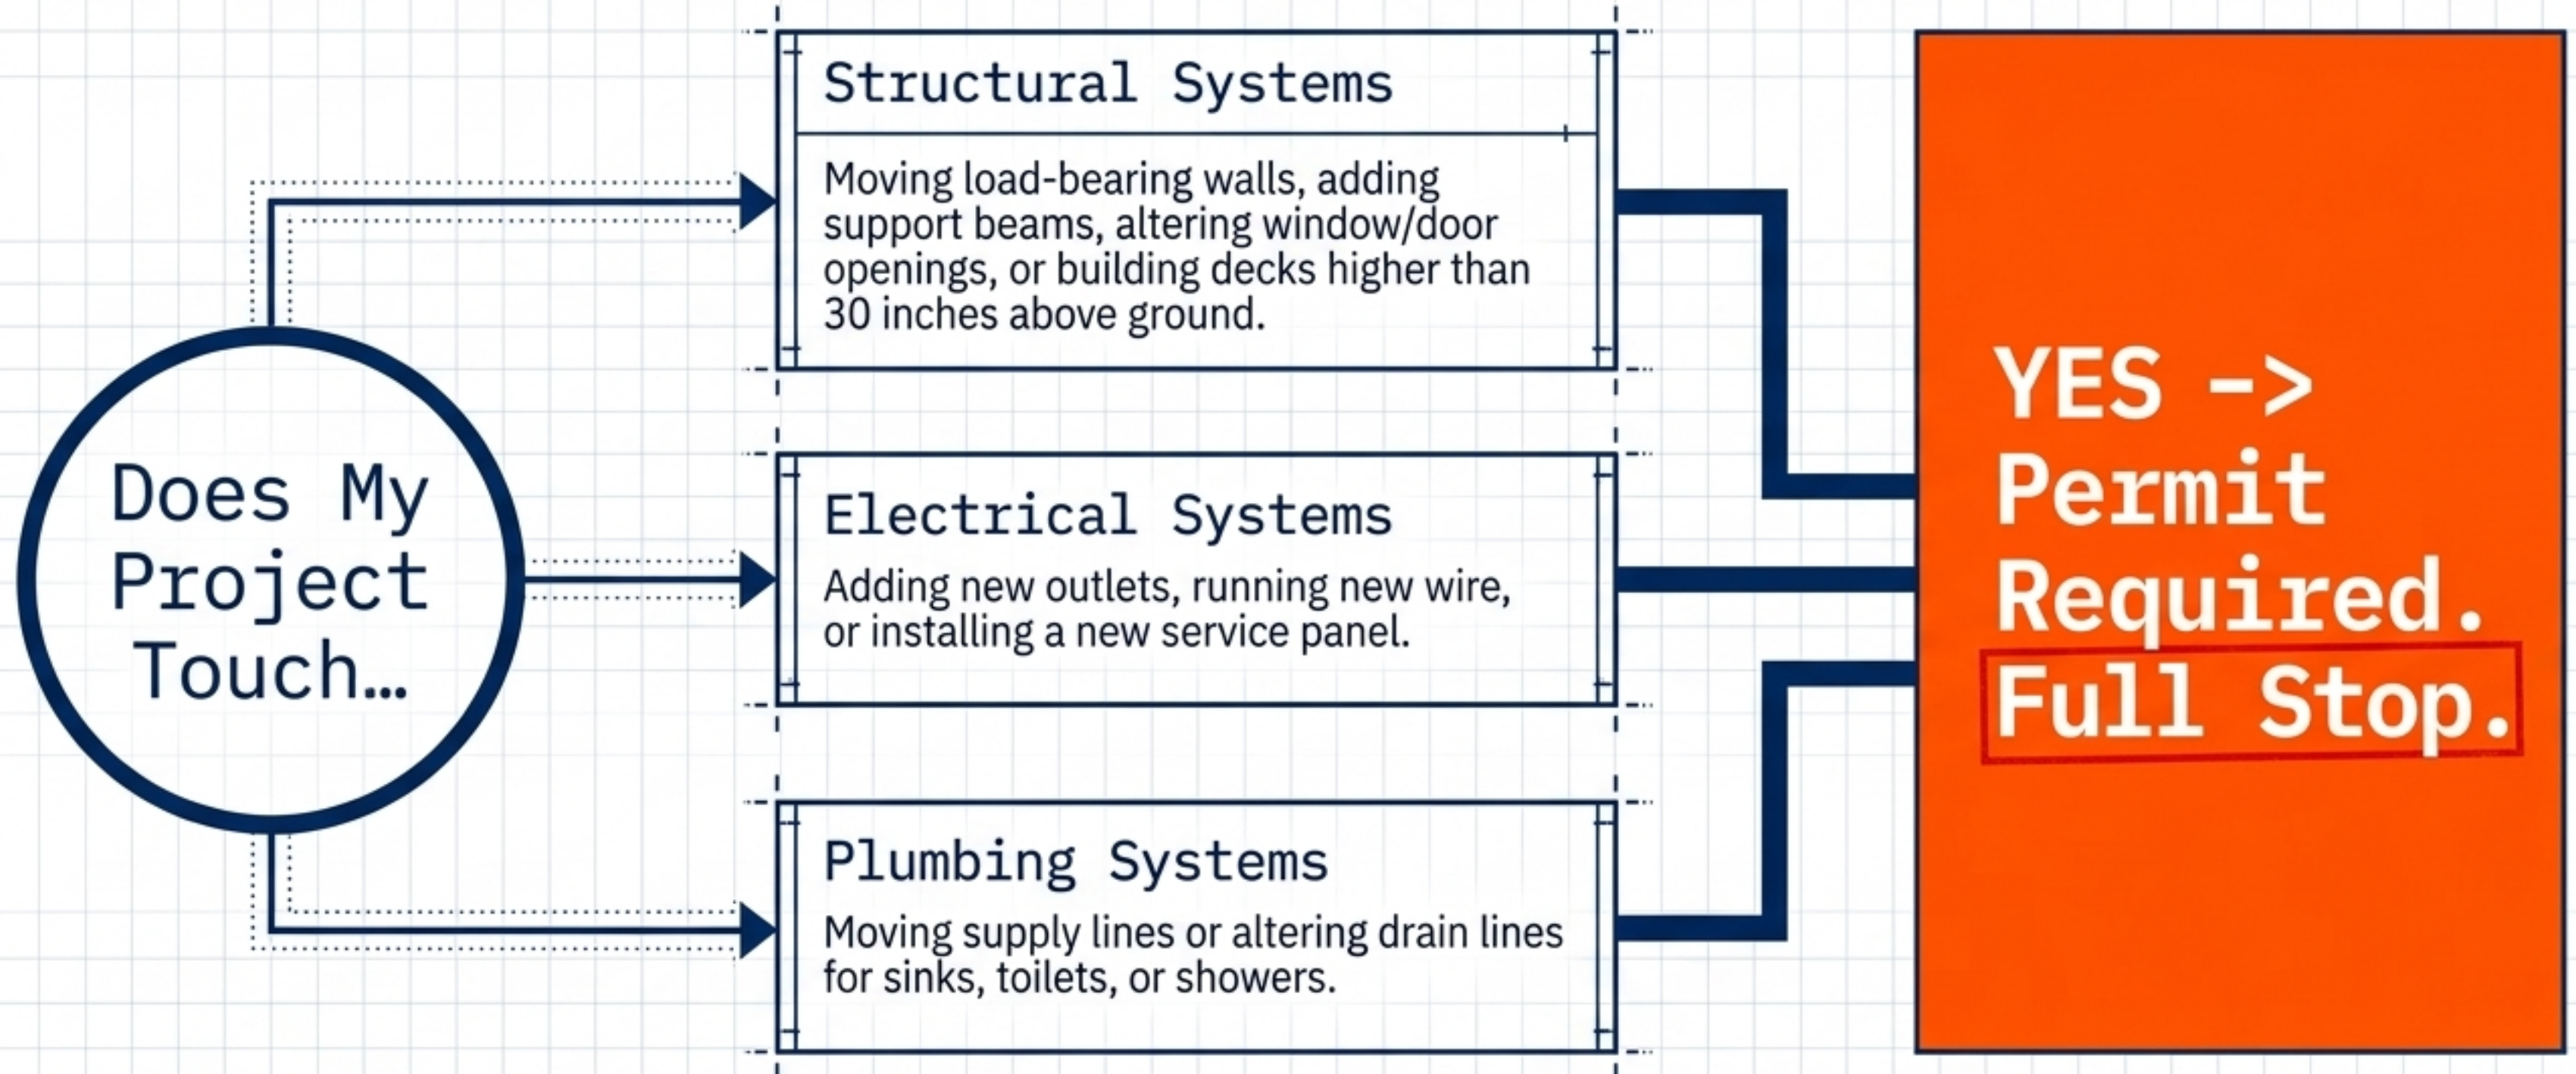 Does My
Project
Touch…
Structural Systems
Moving load-bearing walls, adding
support beams, altering window/door
openings, or building decks higher than
30 inches above ground.
Electrical Systems
Adding new outlets, running new wire,
or installing a new service panel.
Plumbing Systems
Moving supply lines or altering drain lines
for sinks, toilets, or showers.
YES ->
Permit
Required.
Full Stop.